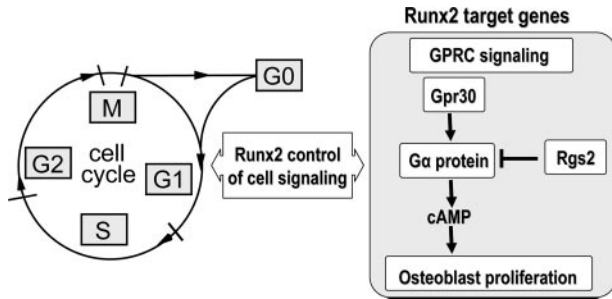 Runx2 target genes
GPRC signaling
Gpr30
Gα protein
Rgs2
cAMP
Osteoblast proliferation
Runx2 control
of cell signaling
G0
M
G2
cell
cycle
G1
S